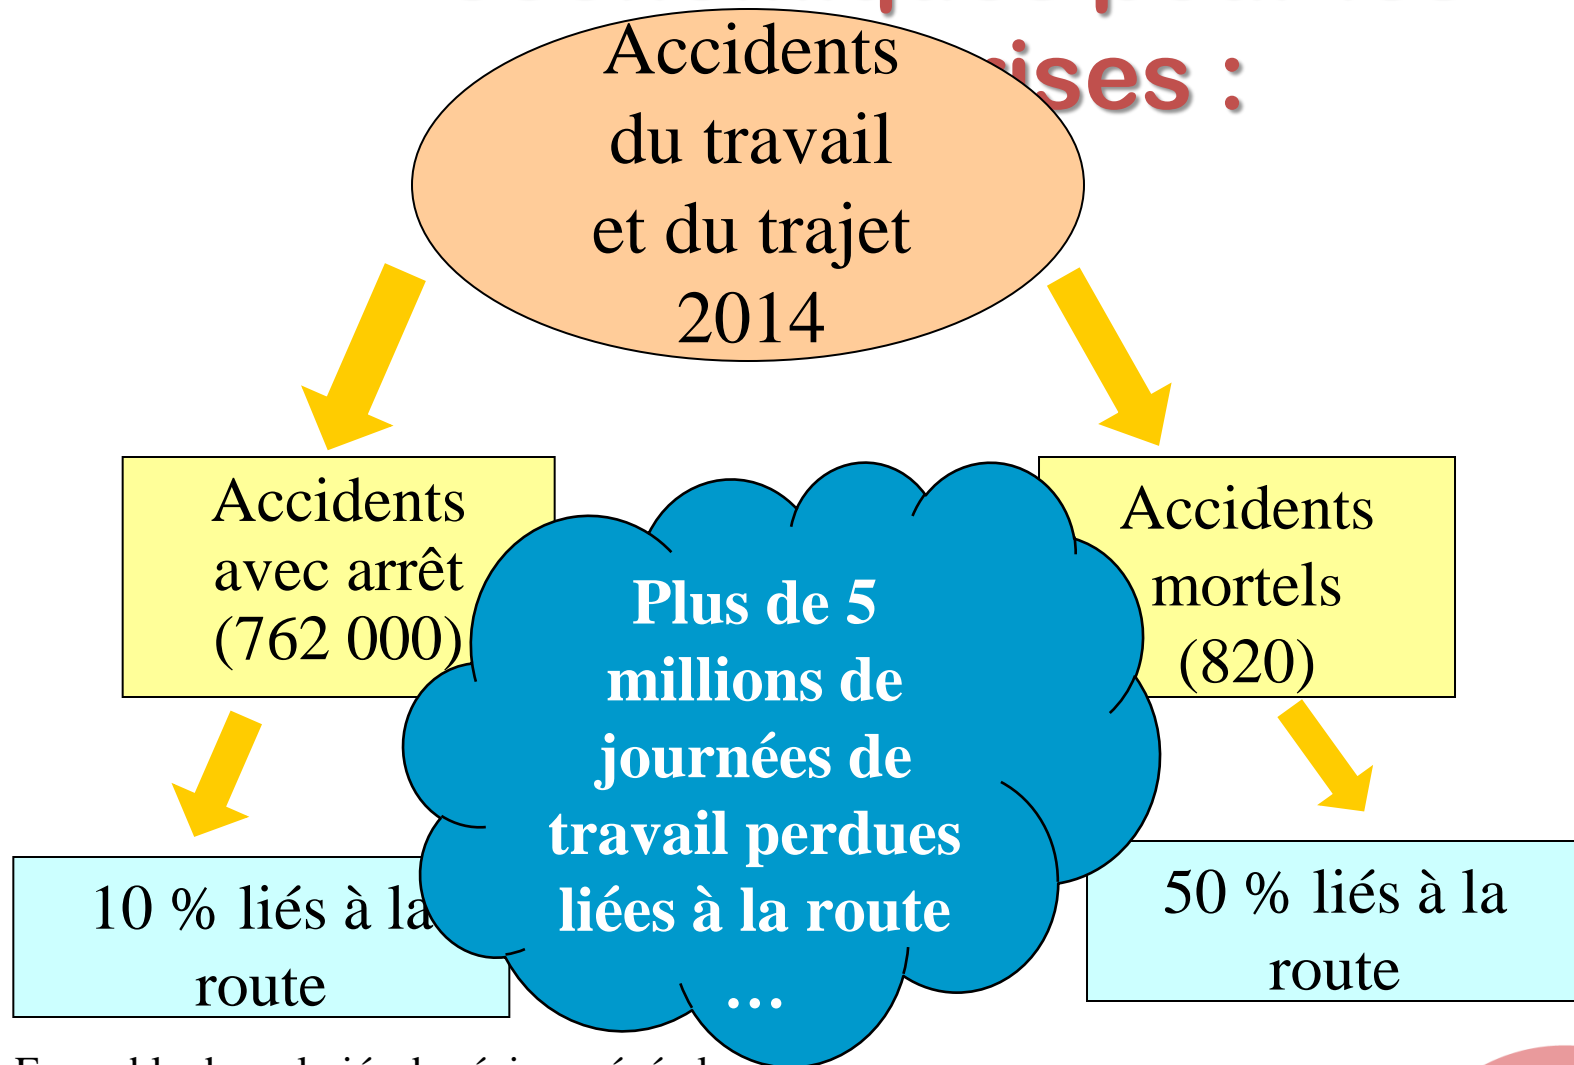 ises :
Accidents
du travail
et du trajet
2014
Accidents
avec arrêt
(762 000)
Accidents
mortels
(820)
Plus de 5
millions de
journées de
travail perdues
liées à la route
…
10 % liés à la
route
50 % liés à la
route